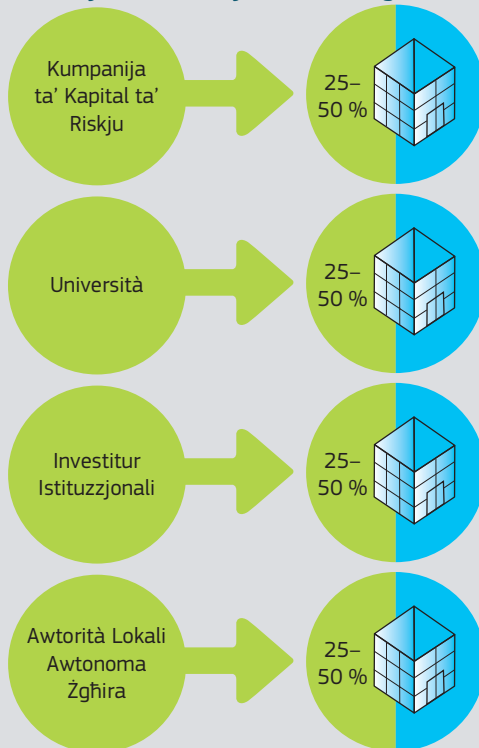 Kumpanija
ta’ Kapital ta’
Riskju
25–
50 %
Università
25–
50 %
Investitur
Istituzzjonali
25–
50 %
Awtorità Lokali
Awtonoma
Żgħira
25–
50 %